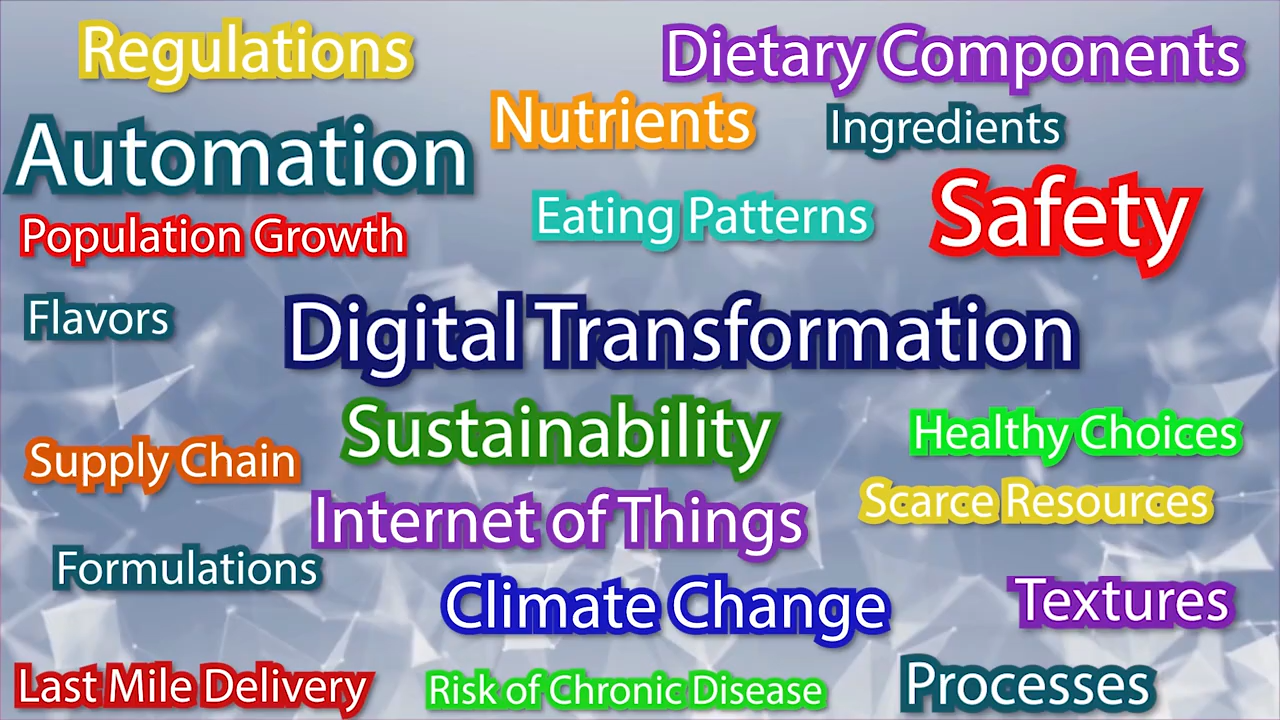 Regulations
Dietary Components
Nutrients
Ingredients
Automation
Safety
Eating Patterns
Population Growth
Flavors
Digital Transformation
Sustainability
Healthy Choices
Supply Chain
Scarce Resources
Internet of Things
Formulations
Climate Change
Textures
Last Mile Delivery
Risk of Chronic Disease
Processes